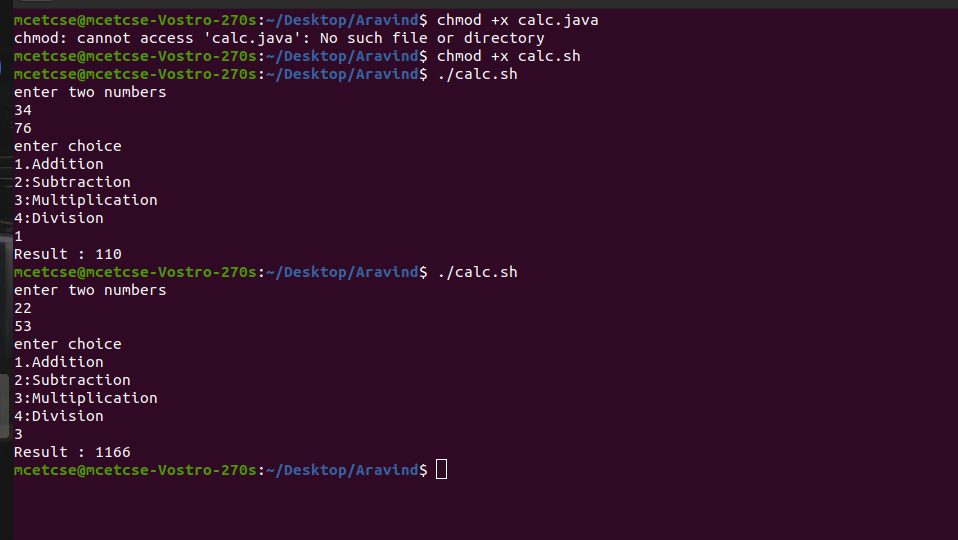 mcetcse@mcetcse-Vostro-270s:~/Desktop/Aravind$ chmod +x calc.java
chmod: cannot access 'calc.java': No such file or directory
mcetcse@mcetcse-Vostro-270s:~/Desktop/Aravind$ chmod +x calc.sh
mcetcse@mcetcse-Vostro-270s:~/Desktop/Aravind$ ./calc.sh
enter two numbers
34
76
enter choice
1.Addition
2:Subtraction
3:Multiplication
4:Division
1
Result : 110
mcetcse@mcetcse-Vostro-270s:~/Desktop/Aravind$ ./calc.sh
enter two numbers
22
53
enter choice
1.Addition
2:Subtraction
3:Multiplication
4:Division
3
Result : 1166
mcetcse@mcetcse-Vostro-270s:~/Desktop/Aravind$